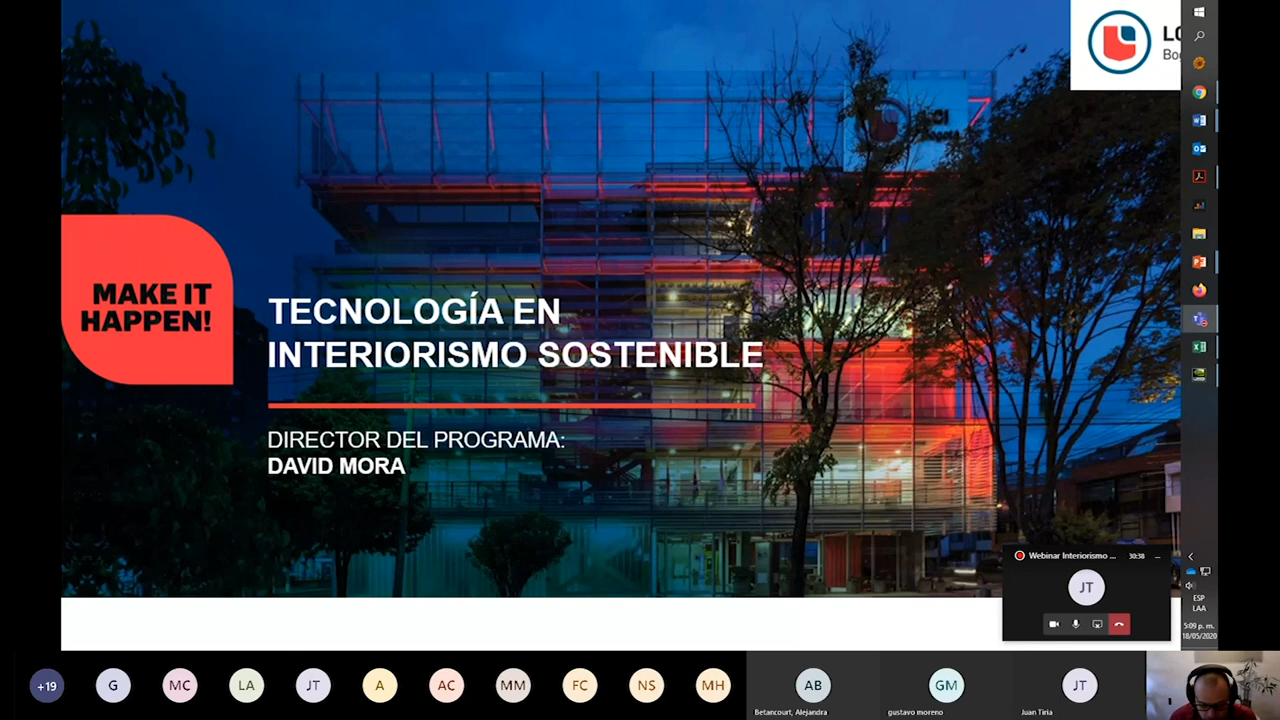 LC
Bog
MAKE IT
HAPPEN!
TECNOLOGÍA EN
INTERIORISMO SOSTENIBLE
DIRECTOR DEL PROGRAMA:
DAVID MORA
Webinar Interiorismo ...
30:38
JT
ESP
LAA
5:09 p. m.
18/05/2020
+19
G
MC
LA
JT
A
AC
MM
FC
NS
MH
AB
Betancourt, Alejandra
GM
gustavo moreno
JT
Juan Tiria